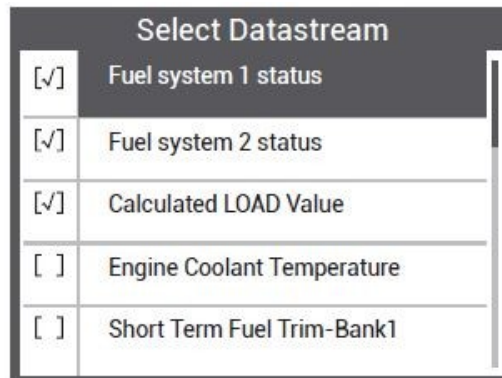 Select Datastream
[√] Fuel system 1 status
[√] Fuel system 2 status
[√] Calculated LOAD Value
[ ] Engine Coolant Temperature
[ ] Short Term Fuel Trim-Bank1